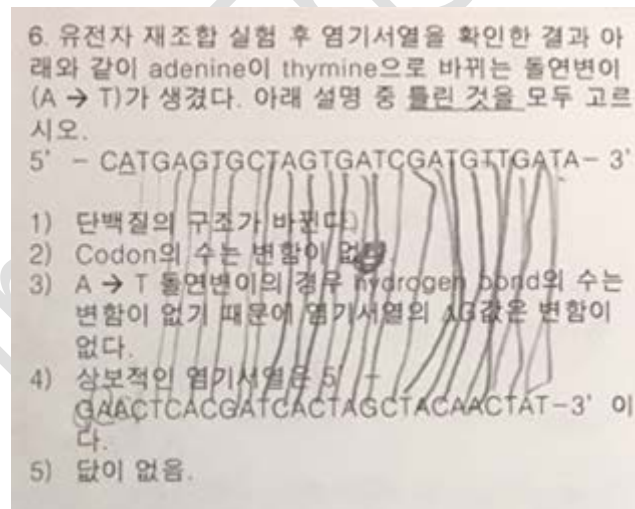 6. 유전자 재조합 실험 후 염기서열을 확인한 결과 아
래와 같이 adenine이 thymine으로 바뀌는 돌연변이
(A → T)가 생겼다. 아래 설명 중 틀린 것을 모두 고르
시오.
5' - CATGAGTGCTAGTGATCGATGTTGATA- 3'
1) 단백질의 구조가 바뀐다.
2) Codon의 수는 변함이 없다.
3) A → T 돌연변이의 경우 hydrogen bond의 수는
변함이 없기 때문에 염기서열의 ΔG값은 변함이
없다.
4) 상보적인 염기서열은 5' -
GAACTCACGATCACTAGCTACAACTAT-3' 이
다.
5) 답이 없음.